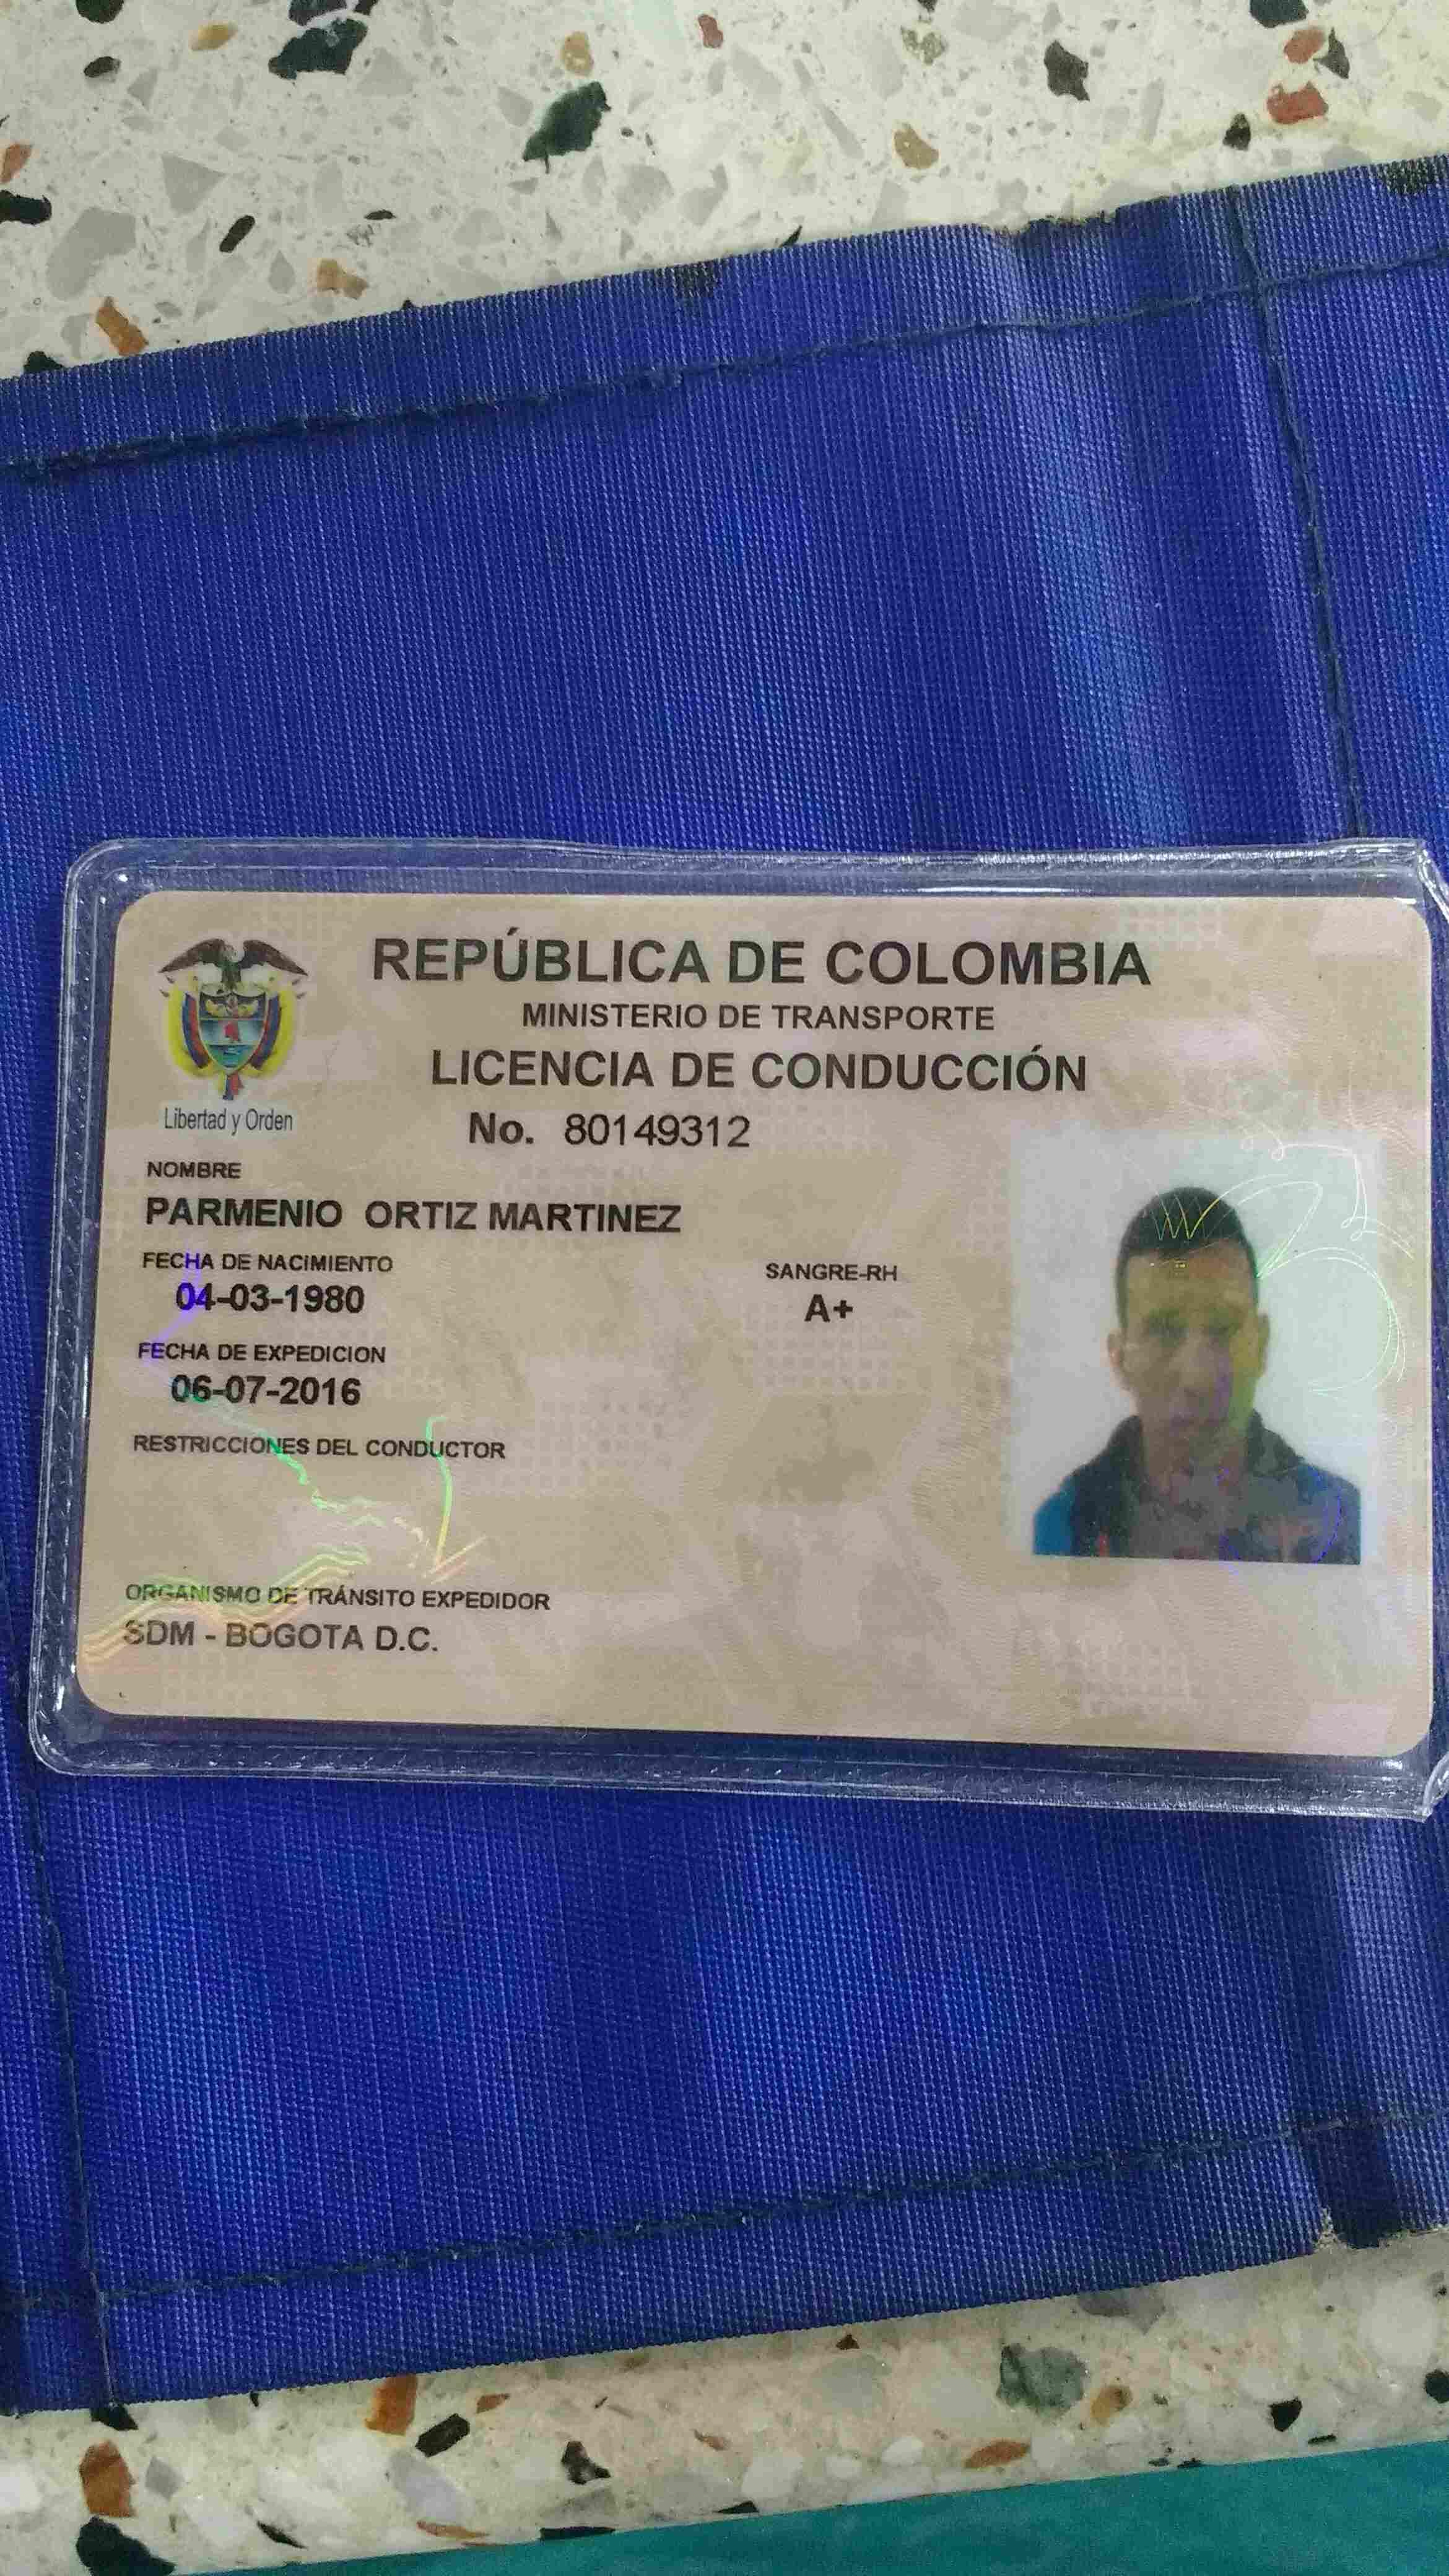 REPÚBLICA DE COLOMBIA
MINISTERIO DE TRANSPORTE
LICENCIA DE CONDUCCIÓN
Libertad y Orden
No. 80149312
NOMBRE
PARMENIO ORTIZ MARTINEZ
FECHA DE NACIMIENTO
04-03-1980
SANGRE-RH
A+
FECHA DE EXPEDICION
06-07-2016
RESTRICCIONES DEL CONDUCTOR
ORGANISMO DE TRÁNSITO EXPEDIDOR
SDM - BOGOTA D.C.